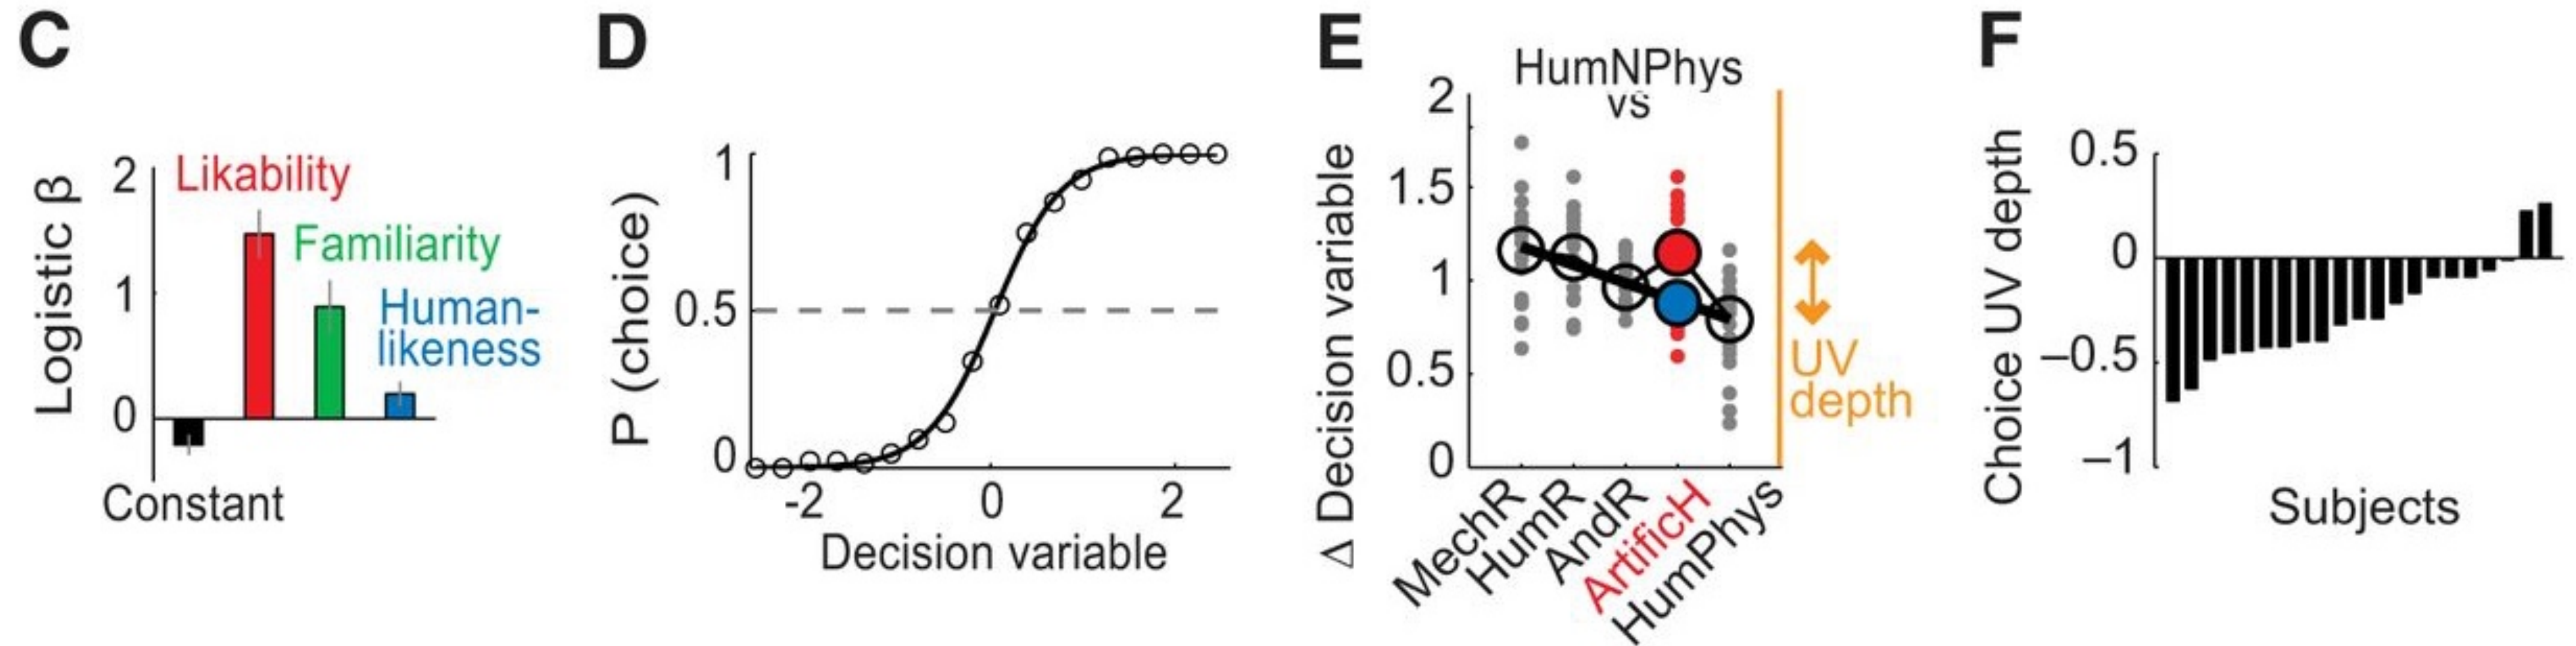 C
Logistic β
2
1
0
Likability
Familiarity
Human-
likeness
Constant
D
P (choice)
1
0.5
0
-2
0
2
Decision variable
E
HumNPhys
vs
Δ Decision variable
2
1.5
1
0.5
0
MechR
HumR
AndR
ArtificH
HumPhys
UV
depth
F
Choice UV depth
0.5
0
–0.5
–1
Subjects